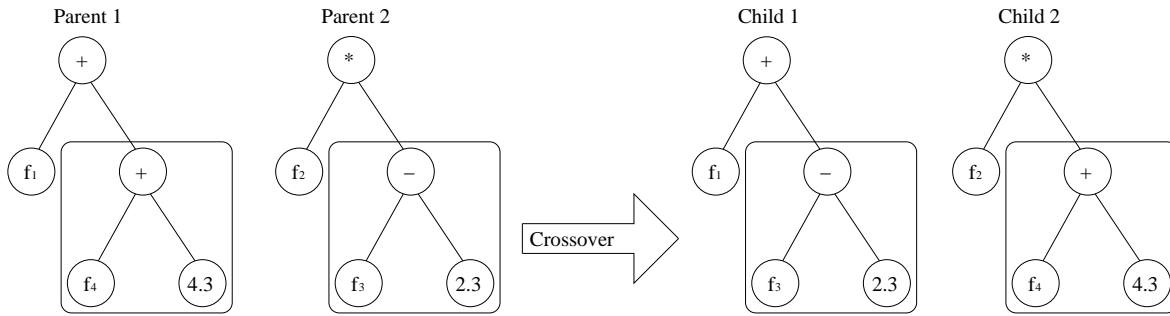 Parent 1
Parent 2
Child 1
Child 2
+
*
+
*
f₁
+
f₂
−
f₁
−
f₂
+
Crossover
f₄
4.3
f₃
2.3
f₃
2.3
f₄
4.3